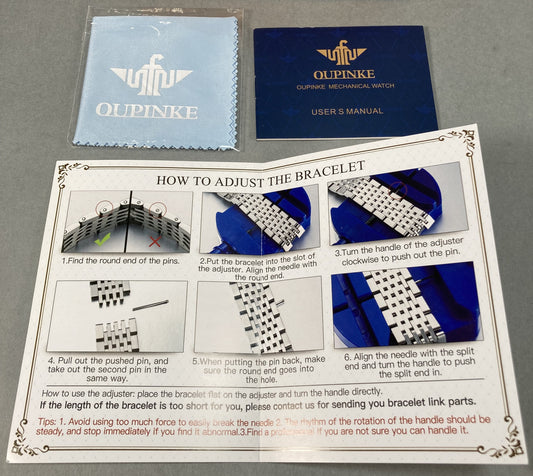 OUPINKE
OUPINKE
OUPINKE MECHANICAL WATCH
USER'S MANUAL
HOW TO ADJUST THE BRACELET
1.Find the round end of the pins.
2.Put the bracelet into the slot of
the adjuster. Align the needle with
the round end.
3.Turn the handle of the adjuster
clockwise to push out the pin.
4. Pull out the pushed pin, and
take out the second pin in the
same way.
5.When putting the pin back, make
sure the round end goes into
the hole.
6. Align the needle with the split
end and turn the handle to push
the split end in.
How to use the adjuster: place the bracelet flat on the adjuster and turn the handle directly.
If the length of the bracelet is too short for you, please contact us for sending you bracelet link parts.
Tips: 1. Avoid using too much force to easily break the needle 2. The rhythm of the rotation of the handle should be
steady, and stop immediately if you find it abnormal.3.Find a professional if you are not sure you can handle it.